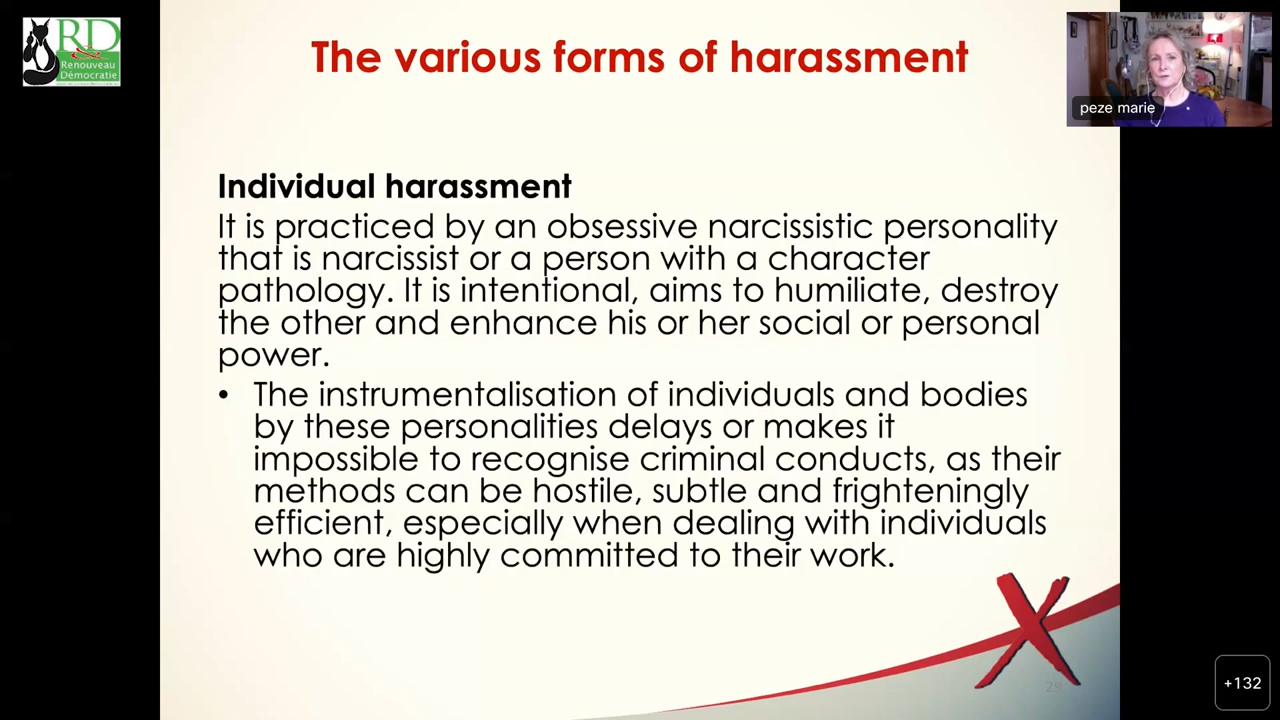 RD
Renouveau
Démocratie
The various forms of harassment
peze marie
Individual harassment
It is practiced by an obsessive narcissistic personality
that is narcissist or a person with a character
pathology. It is intentional, aims to humiliate, destroy
the other and enhance his or her social or personal
power.
• The instrumentalisation of individuals and bodies
by these personalities delays or makes it
impossible to recognise criminal conducts, as their
methods can be hostile, subtle and frighteningly
efficient, especially when dealing with individuals
who are highly committed to their work.
+132